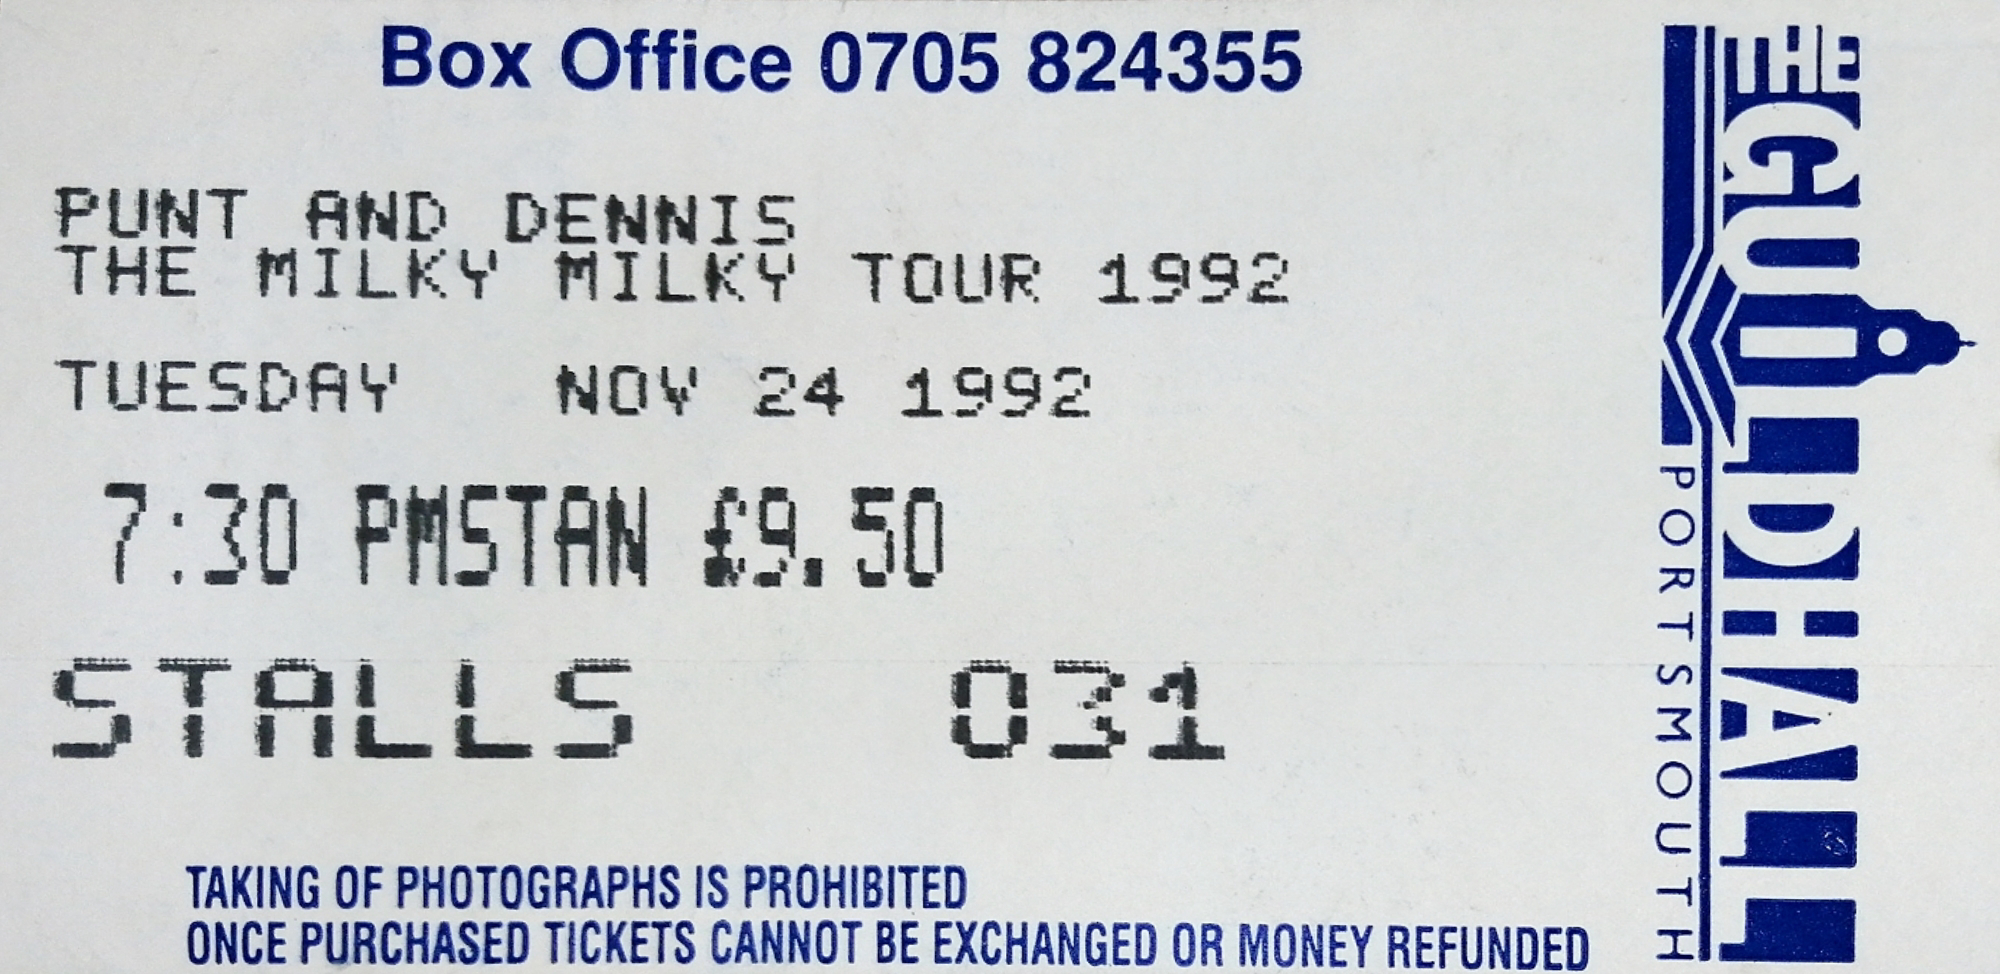 Box Office 0705 824355
PUNT AND DENNIS
THE MILKY MILKY TOUR 1992
TUESDAY NOV 24 1992
7:30 PMSTAN £9.50
STALLS 031
TAKING OF PHOTOGRAPHS IS PROHIBITED
ONCE PURCHASED TICKETS CANNOT BE EXCHANGED OR MONEY REFUNDED
THE GUILDHALL
PORTSMOUTH